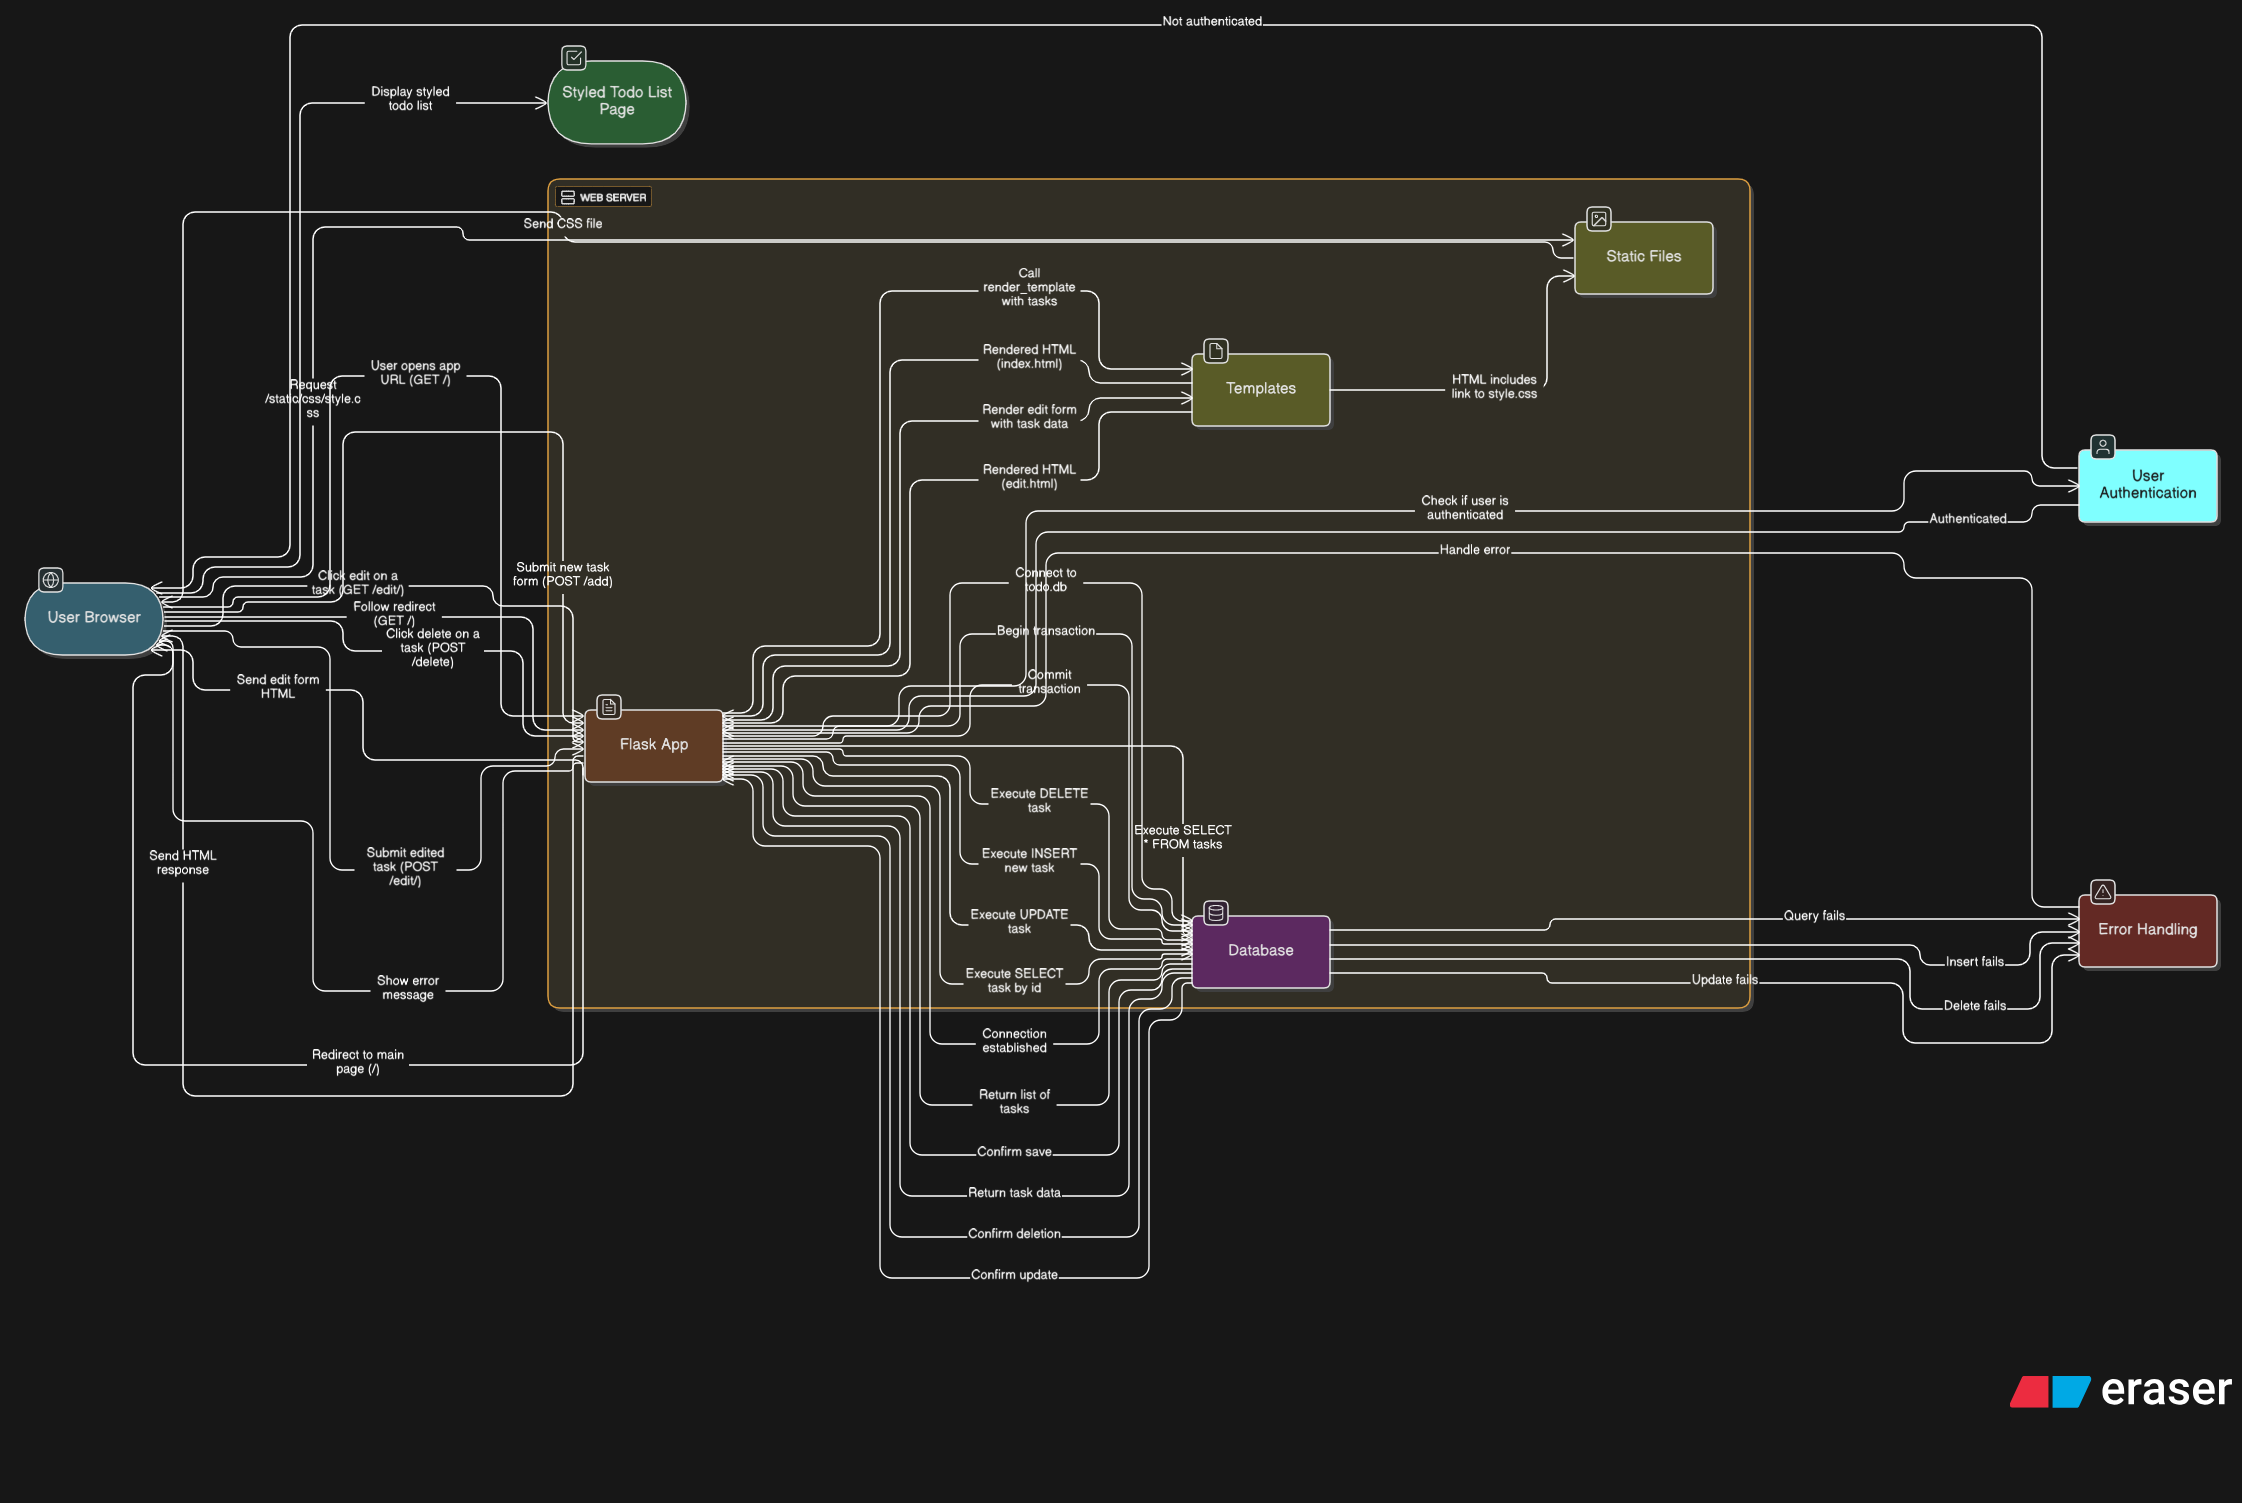 Not authenticated
Display styled
todo list
Styled Todo List
Page
WEB SERVER
Send CSS file
Static Files
Call
render_template
with tasks
Rendered HTML
(index.html)
Render edit form
with task data
Rendered HTML
(edit.html)
Templates
HTML includes
link to style.css
User opens app
URL (GET /)
Request
/static/css/style.c
ss
User
Authentication
Check if user is
authenticated
Authenticated
Handle error
Submit new task
form (POST /add)
Click edit on a
task (GET /edit/)
Follow redirect
(GET /)
Click delete on a
task (POST
/delete)
User Browser
Connect to
todo.db
Begin transaction
Commit
transaction
Send edit form
HTML
Flask App
Execute DELETE
task
Execute SELECT
* FROM tasks
Execute INSERT
new task
Send HTML
response
Submit edited
task (POST
/edit/)
Execute UPDATE
task
Execute SELECT
task by id
Database
Query fails
Error Handling
Insert fails
Update fails
Delete fails
Show error
message
Connection
established
Redirect to main
page (/)
Return list of
tasks
Confirm save
Return task data
Confirm deletion
Confirm update
eraser